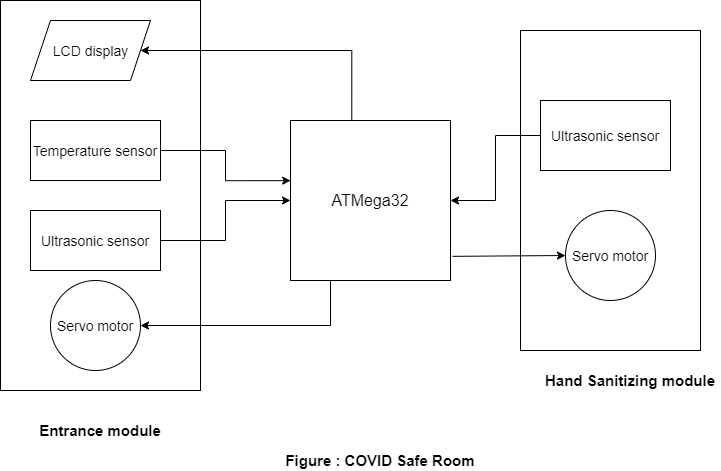 LCD display
Temperature sensor
Ultrasonic sensor
Servo motor
ATMega32
Ultrasonic sensor
Servo motor
Hand Sanitizing module
Entrance module
Figure : COVID Safe Room